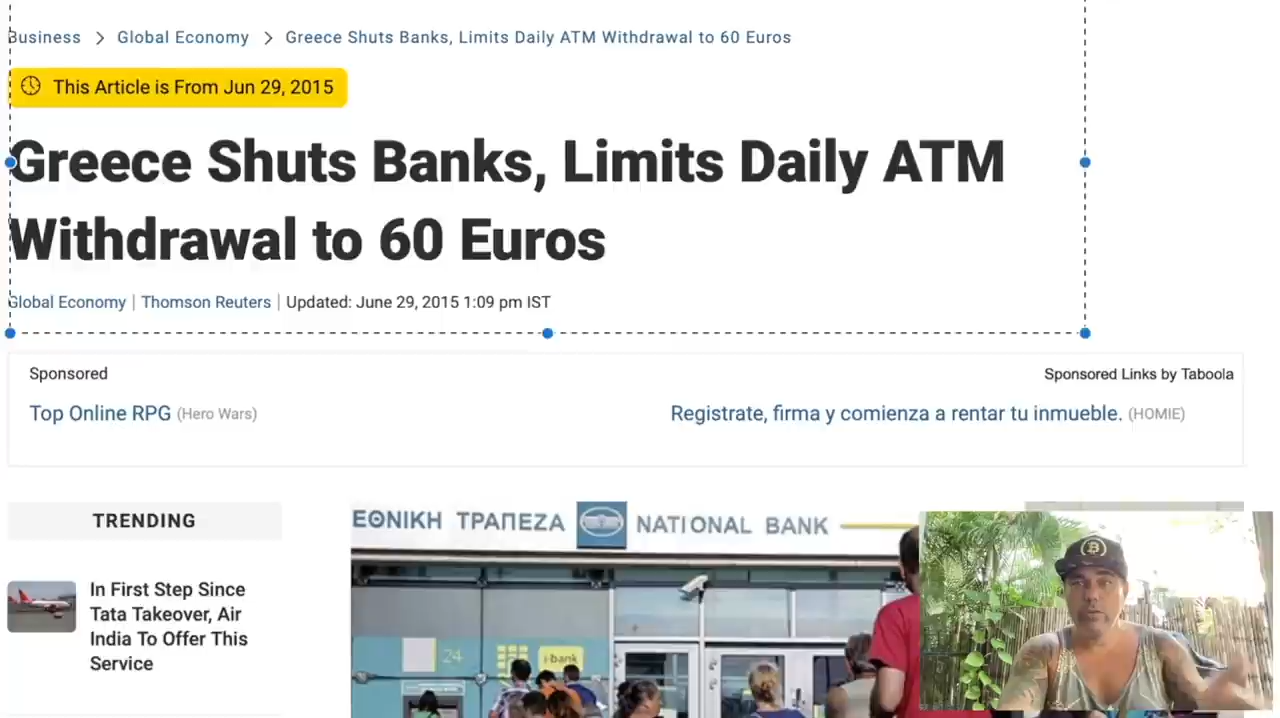 Business > Global Economy > Greece Shuts Banks, Limits Daily ATM Withdrawal to 60 Euros
This Article is From Jun 29, 2015
Greece Shuts Banks, Limits Daily ATM
Withdrawal to 60 Euros
Global Economy | Thomson Reuters | Updated: June 29, 2015 1:09 pm IST
Sponsored
Sponsored Links by Taboola
Top Online RPG (Hero Wars)
Registrate, firma y comienza a rentar tu inmueble. (HOMIE)
TRENDING
In First Step Since
Tata Takeover, Air
India To Offer This
Service
ΕΘΝΙΚΗ ΤΡΑΠΕΖΑ NATIONAL BANK
24
i-bank